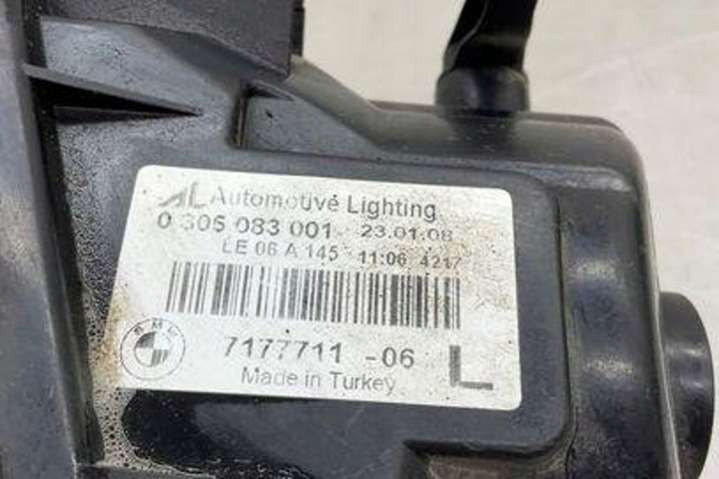 AL Automotive Lighting
0 305 083 001 - 23.01.08
LE 06 A 145 11:06 4217
BMW
7177711 -06 L
Made in Turkey